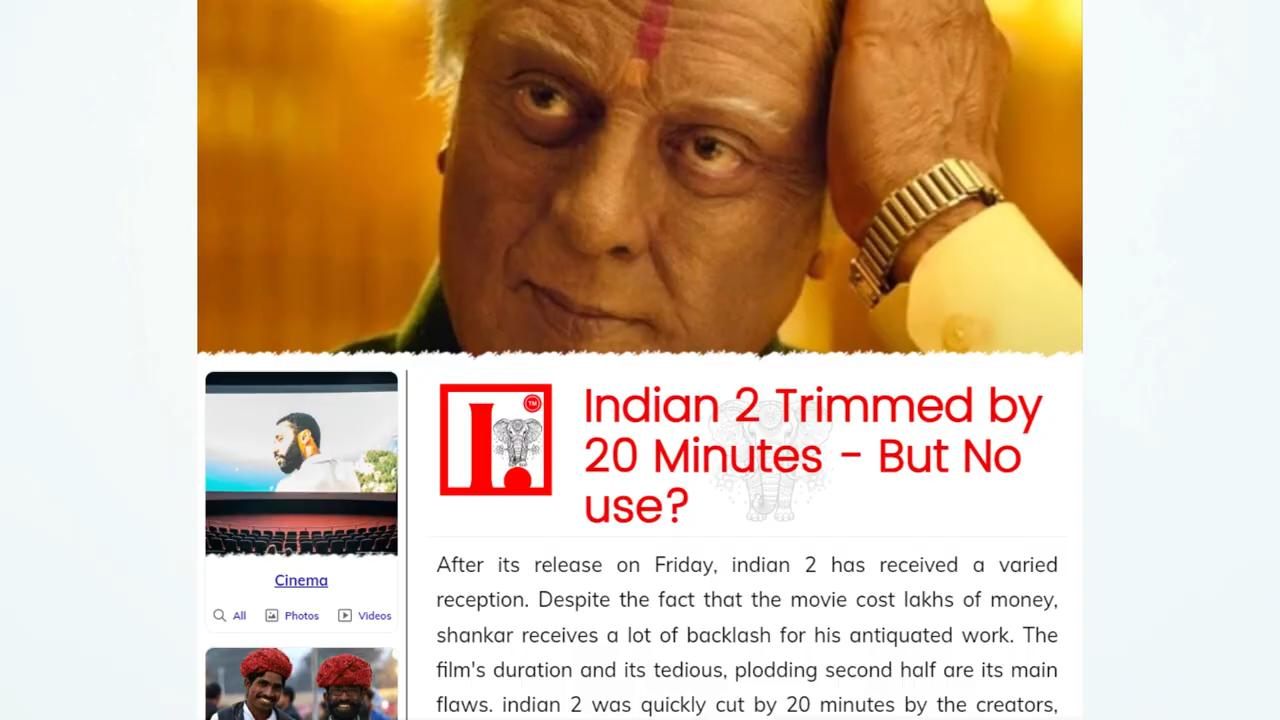 TM
Indian 2 Trimmed by
20 Minutes - But No
use?
After its release on Friday, indian 2 has received a varied
reception. Despite the fact that the movie cost lakhs of money,
shankar receives a lot of backlash for his antiquated work. The
film's duration and its tedious, plodding second half are its main
flaws. indian 2 was quickly cut by 20 minutes by the creators,
Cinema
All Photos Videos